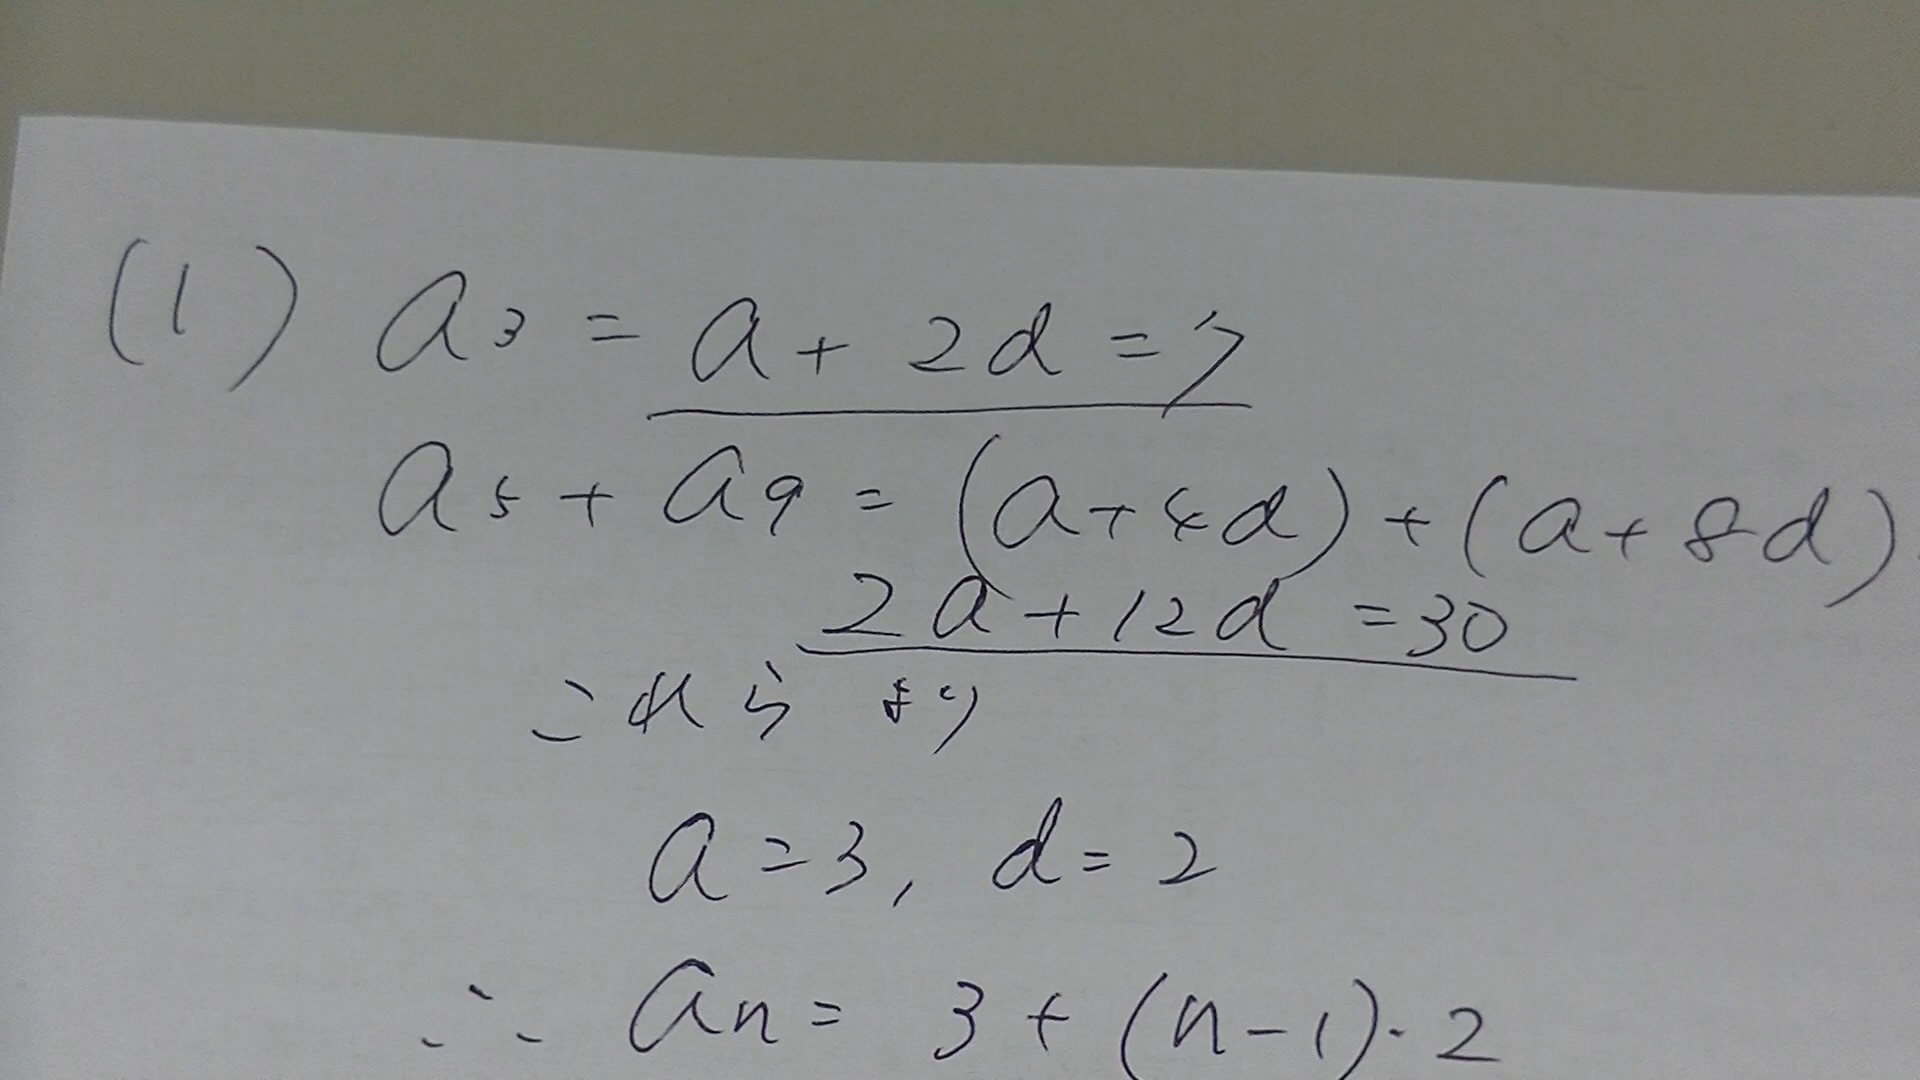 (1) a3 = a + 2d = 7
a5 + a9 = (a+4d) + (a+8d)
2a + 12d = 30
これらより
a = 3, d = 2
∴ an = 3 + (n-1)・2